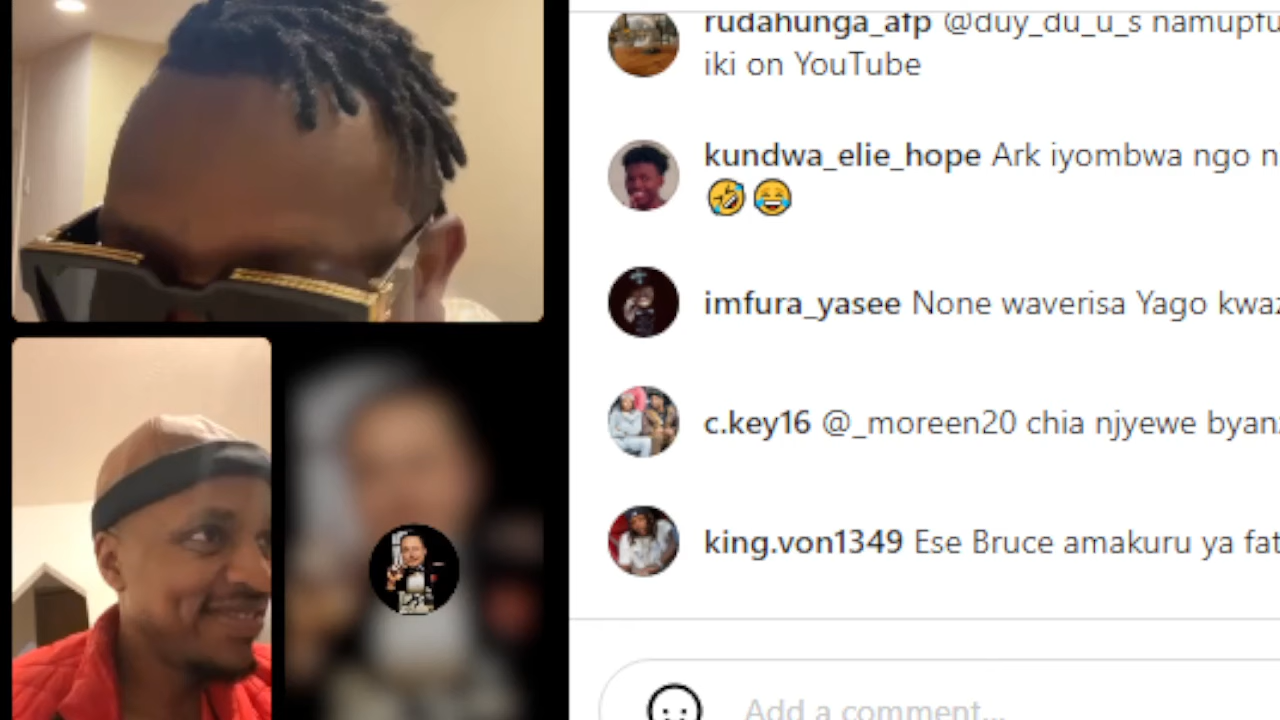 rudahunga_afp @duy_du_u_s namupfu
iki on YouTube
kundwa_elie_hope Ark iyombwa ngo n
imfura_yasee None waverisa Yago kwaz
c.key16 @_moreen20 chia njyewe byanz
king.von1349 Ese Bruce amakuru ya fat
Add a comment...